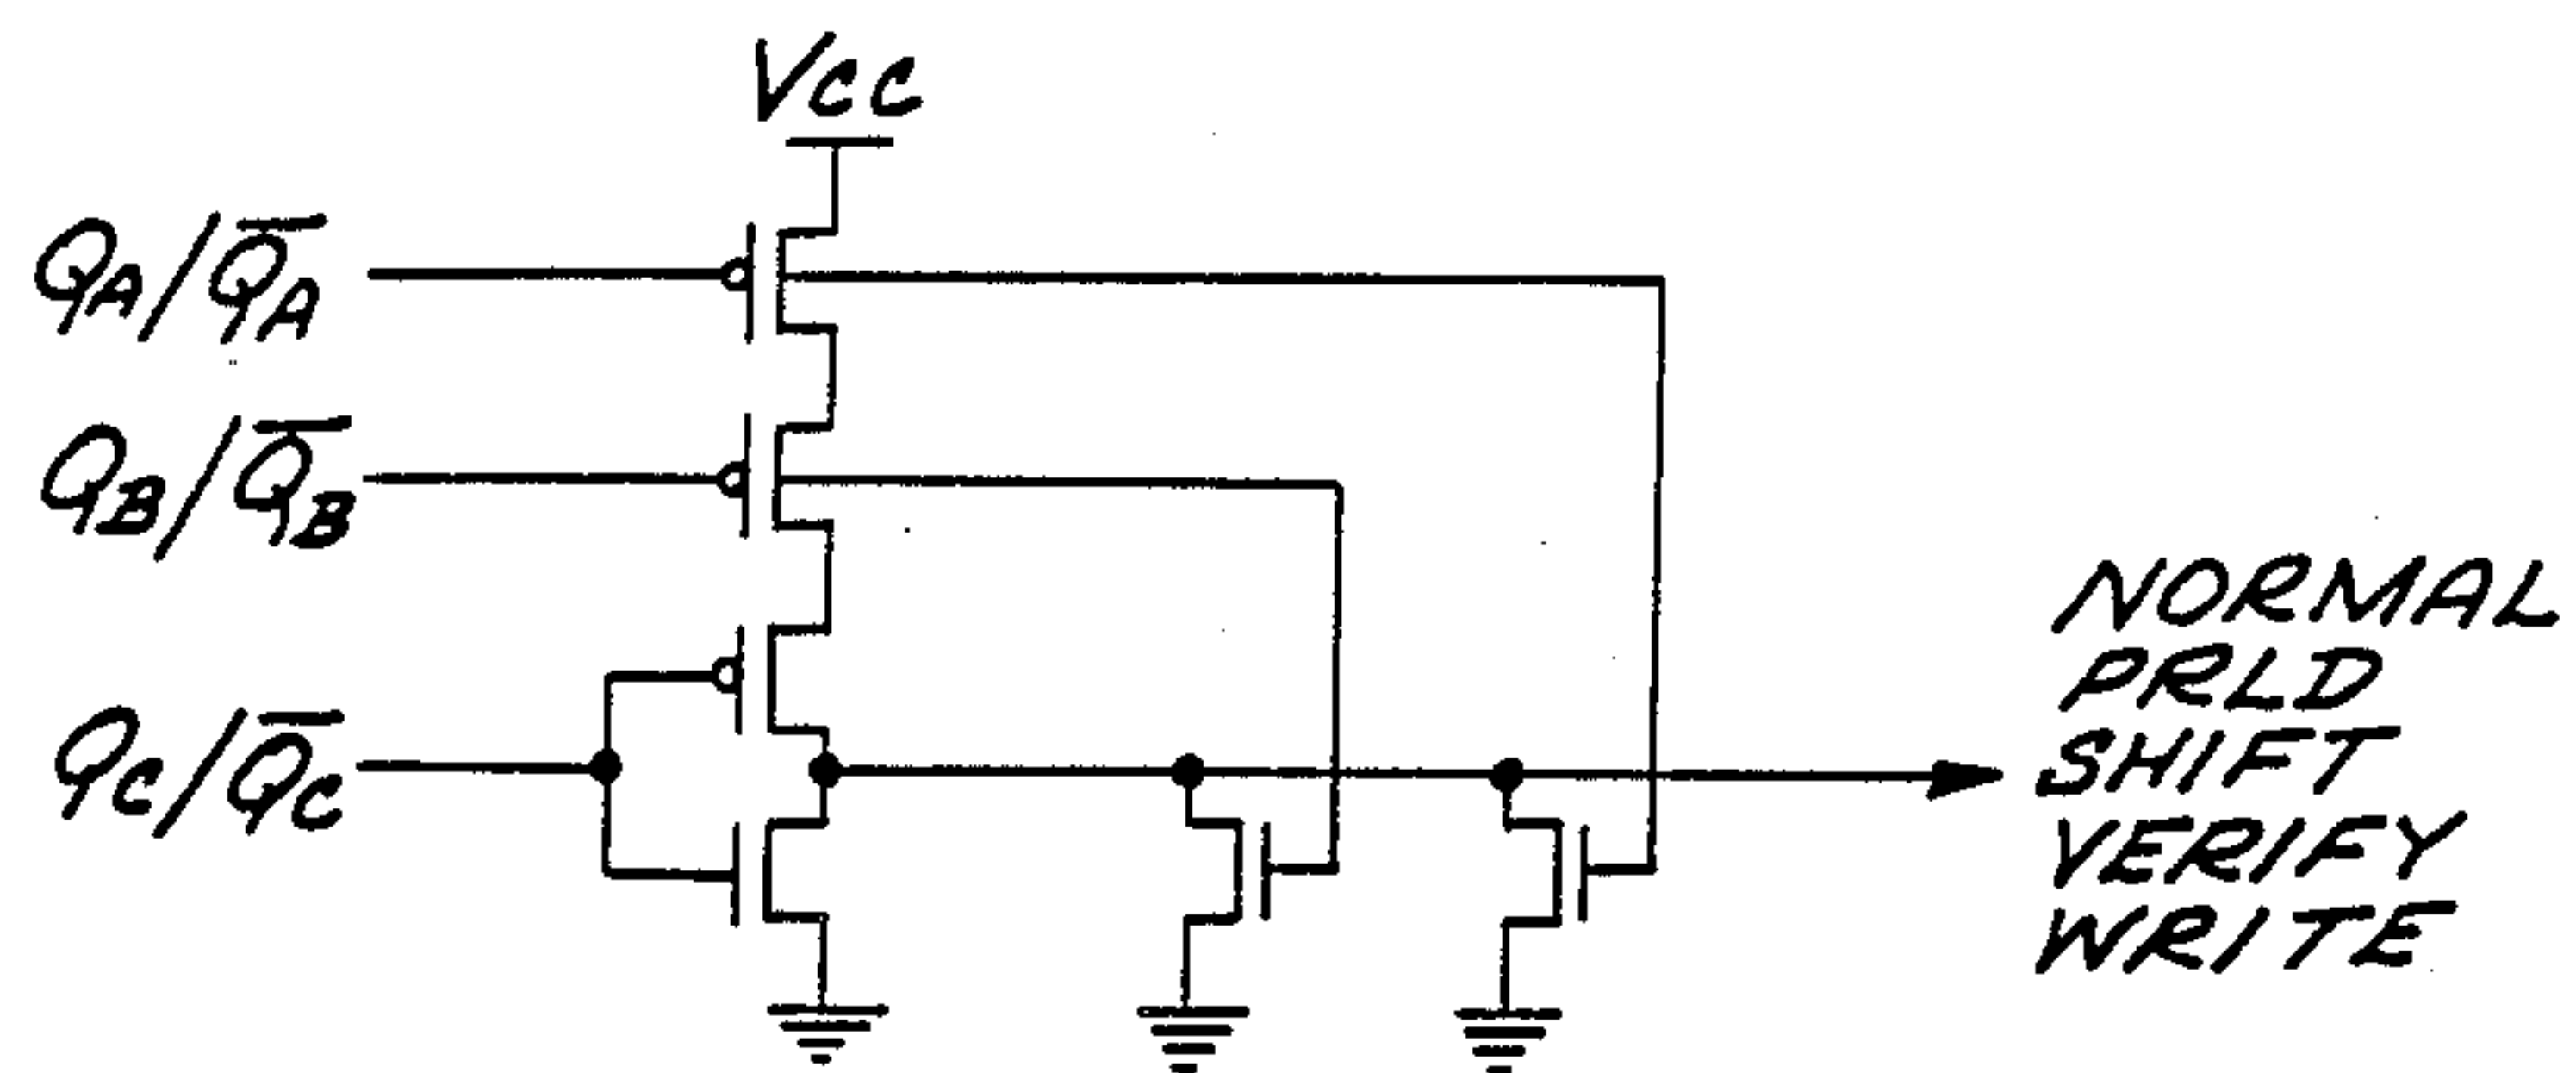 Vcc
QA/Q̅A
QB/Q̅B
QC/Q̅C
NORMAL
PRLD
SHIFT
VERIFY
WRITE